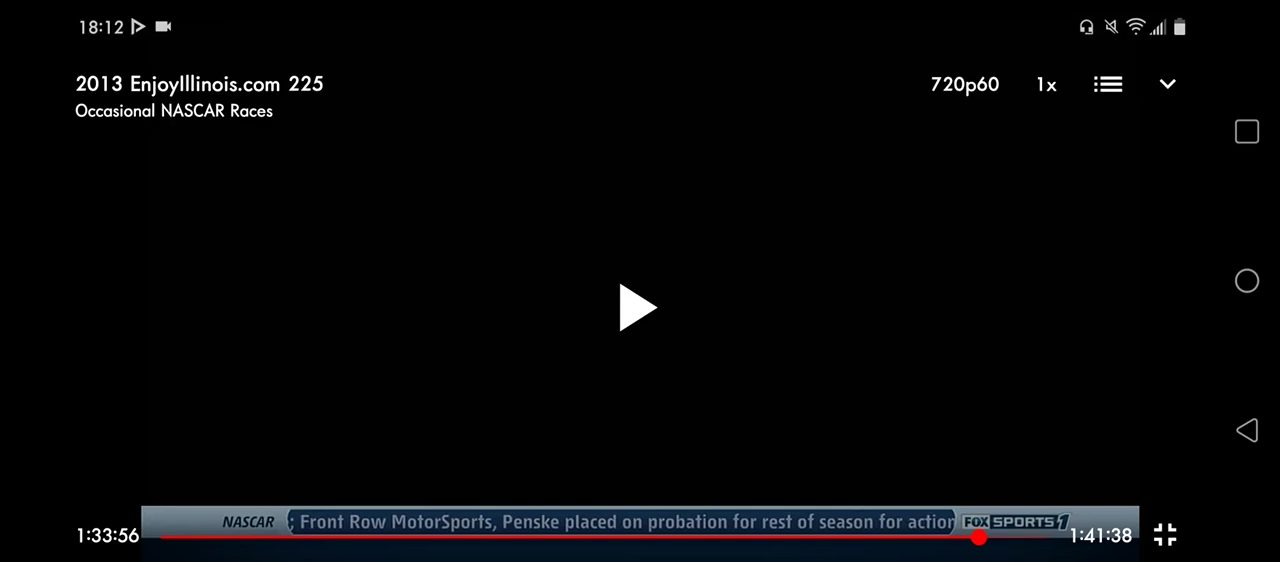 18:12
2013 EnjoyIllinois.com 225
720p60 1x
Occasional NASCAR Races
NASCAR ; Front Row MotorSports, Penske placed on probation for rest of season for action FOX SPORTS 1
1:33:56 1:41:38